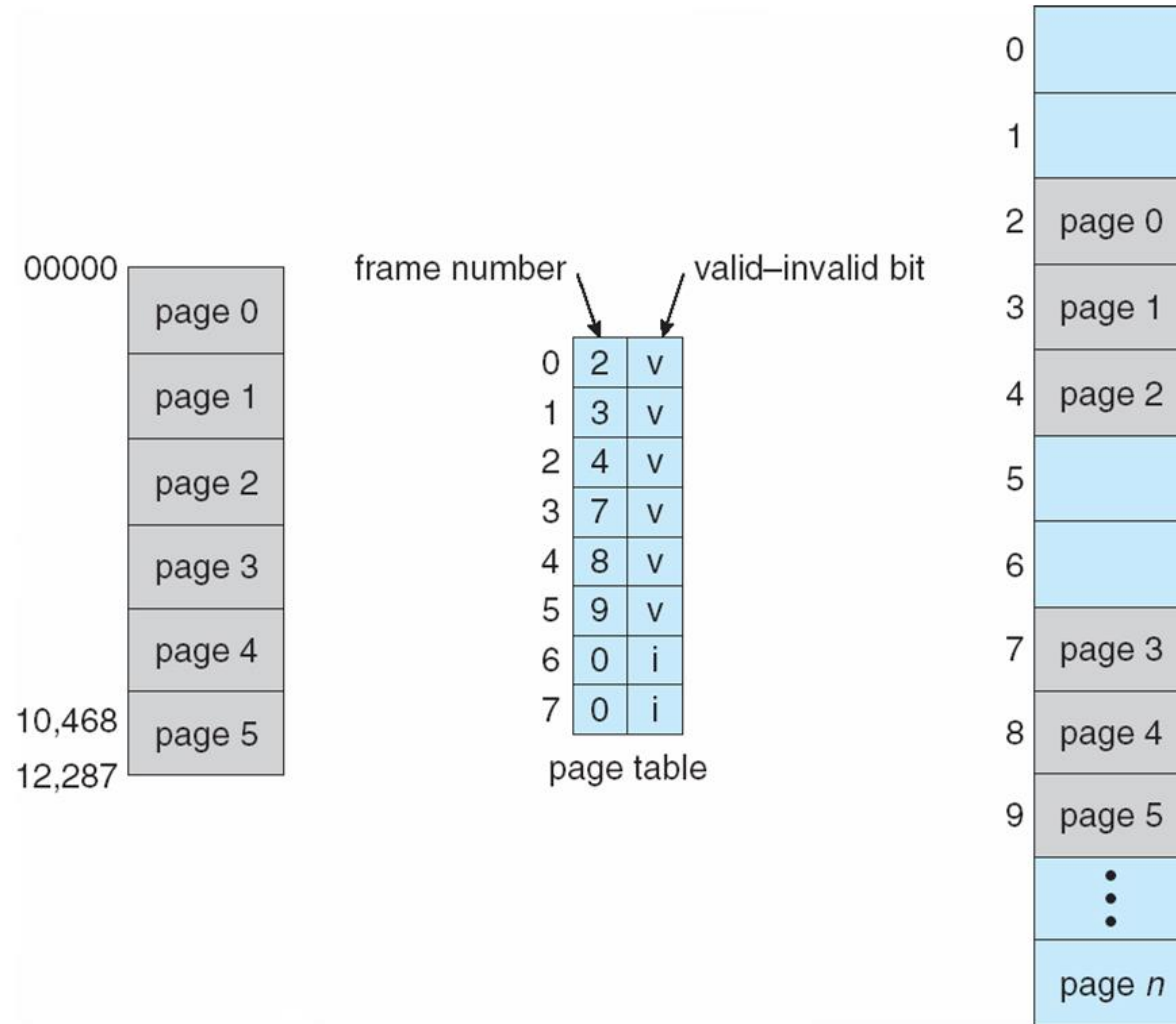 00000
page 0
page 1
page 2
page 3
page 4
10,468
page 5
12,287
frame number
valid–invalid bit
0 2 v
1 3 v
2 4 v
3 7 v
4 8 v
5 9 v
6 0 i
7 0 i
page table
0
1
2 page 0
3 page 1
4 page 2
5
6
7 page 3
8 page 4
9 page 5
page n